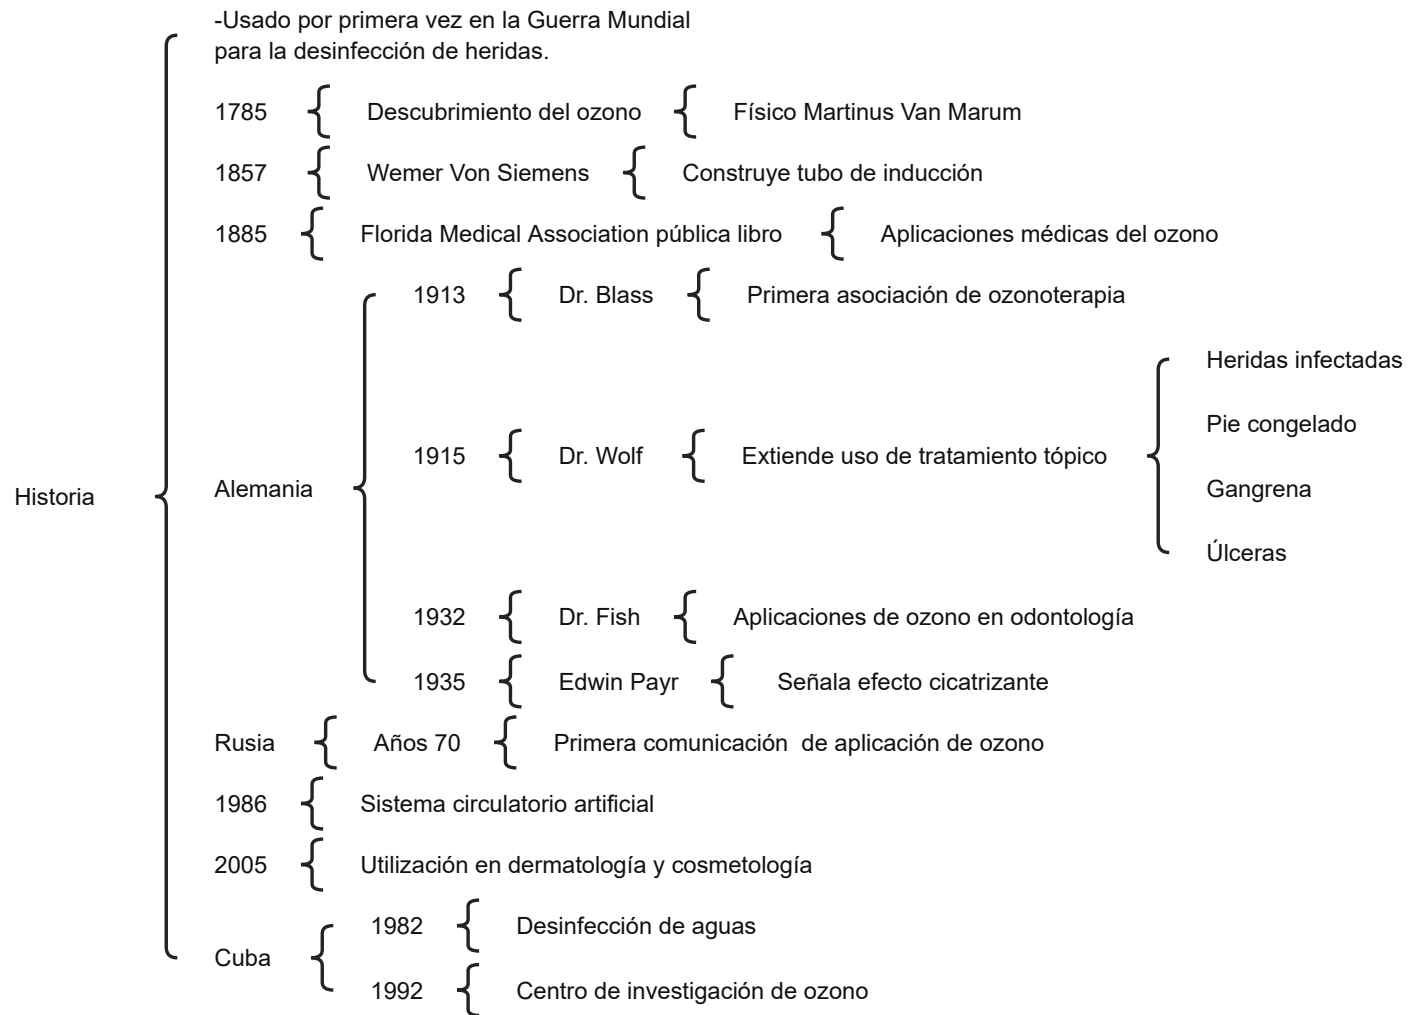 -Usado por primera vez en la Guerra Mundial
para la desinfección de heridas.
1785 Descubrimiento del ozono Físico Martinus Van Marum
1857 Wemer Von Siemens Construye tubo de inducción
1885 Florida Medical Association pública libro Aplicaciones médicas del ozono
1913 Dr. Blass Primera asociación de ozonoterapia
Heridas infectadas
Pie congelado
1915 Dr. Wolf Extiende uso de tratamiento tópico
Alemania
Gangrena
Historia
Úlceras
1932 Dr. Fish Aplicaciones de ozono en odontología
1935 Edwin Payr Señala efecto cicatrizante
Rusia Años 70 Primera comunicación  de aplicación de ozono
1986 Sistema circulatorio artificial
2005 Utilización en dermatología y cosmetología
1982 Desinfección de aguas
Cuba
1992 Centro de investigación de ozono